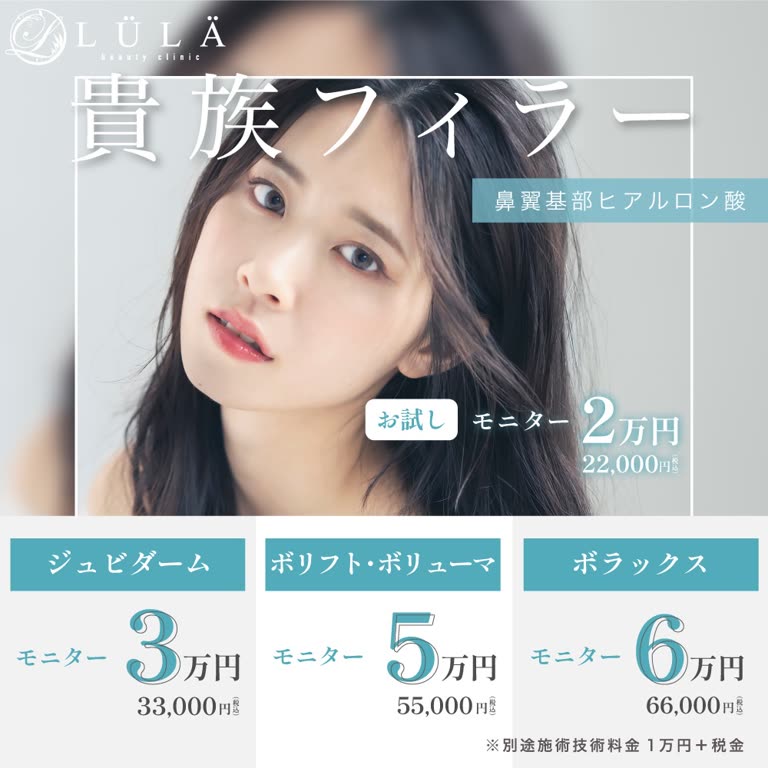 LÜLÄ
beauty clinic
貴族フィラー
鼻翼基部ヒアルロン酸
お試し モニター 2万円
22,000円(税込)
ジュビダーム
モニター 3万円
33,000円(税込)
ボリフト・ボリューマ
モニター 5万円
55,000円(税込)
ボラックス
モニター 6万円
66,000円(税込)
※別途施術技術料金1万円+税金